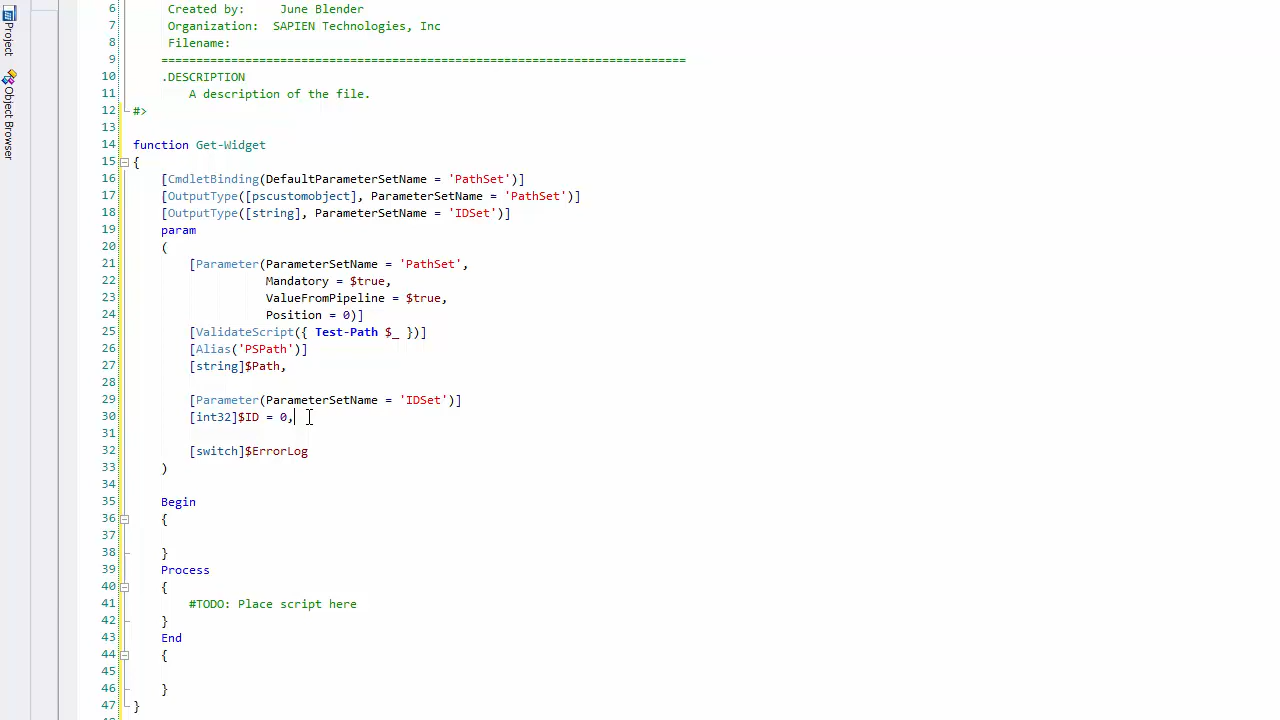 Project
Object Browser
6 Created by: June Blender
7 Organization: SAPIEN Technologies, Inc
8 Filename:
9 ===========================================================================
10 .DESCRIPTION
11 A description of the file.
12 #>
13
14 function Get-Widget
15 {
16 [CmdletBinding(DefaultParameterSetName = 'PathSet')]
17 [OutputType([pscustomobject], ParameterSetName = 'PathSet')]
18 [OutputType([string], ParameterSetName = 'IDSet')]
19 param
20 (
21 [Parameter(ParameterSetName = 'PathSet',
22 Mandatory = $true,
23 ValueFromPipeline = $true,
24 Position = 0)]
25 [ValidateScript({ Test-Path $_ })]
26 [Alias('PSPath')]
27 [string]$Path,
28
29 [Parameter(ParameterSetName = 'IDSet')]
30 [int32]$ID = 0,
31
32 [switch]$ErrorLog
33 )
34
35 Begin
36 {
37
38 }
39 Process
40 {
41 #TODO: Place script here
42 }
43 End
44 {
45
46 }
47 }